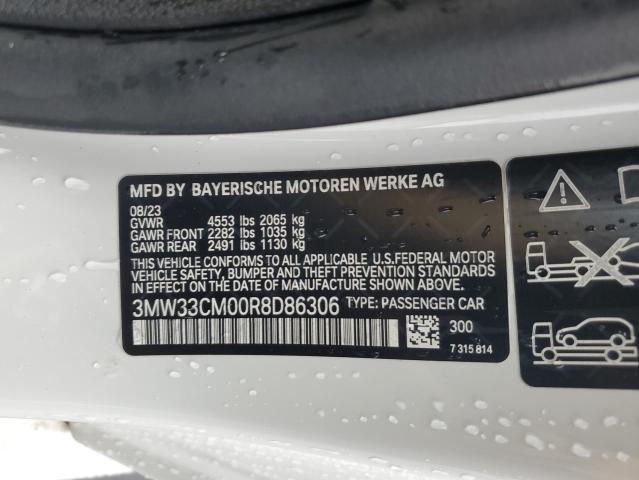 MFD BY BAYERISCHE MOTOREN WERKE AG
08/23
GVWR 4553 lbs 2065 kg
GAWR FRONT 2282 lbs 1035 kg
GAWR REAR 2491 lbs 1130 kg
THIS VEHICLE CONFORMS TO ALL APPLICABLE U.S.FEDERAL MOTOR
VEHICLE SAFETY, BUMPER, AND THEFT PREVENTION STANDARDS
IN EFFECT ON THE DATE OF MANUFACTURE SHOWN ABOVE.
3MW33CM00R8D86306 TYPE: PASSENGER CAR
300
7 315 814